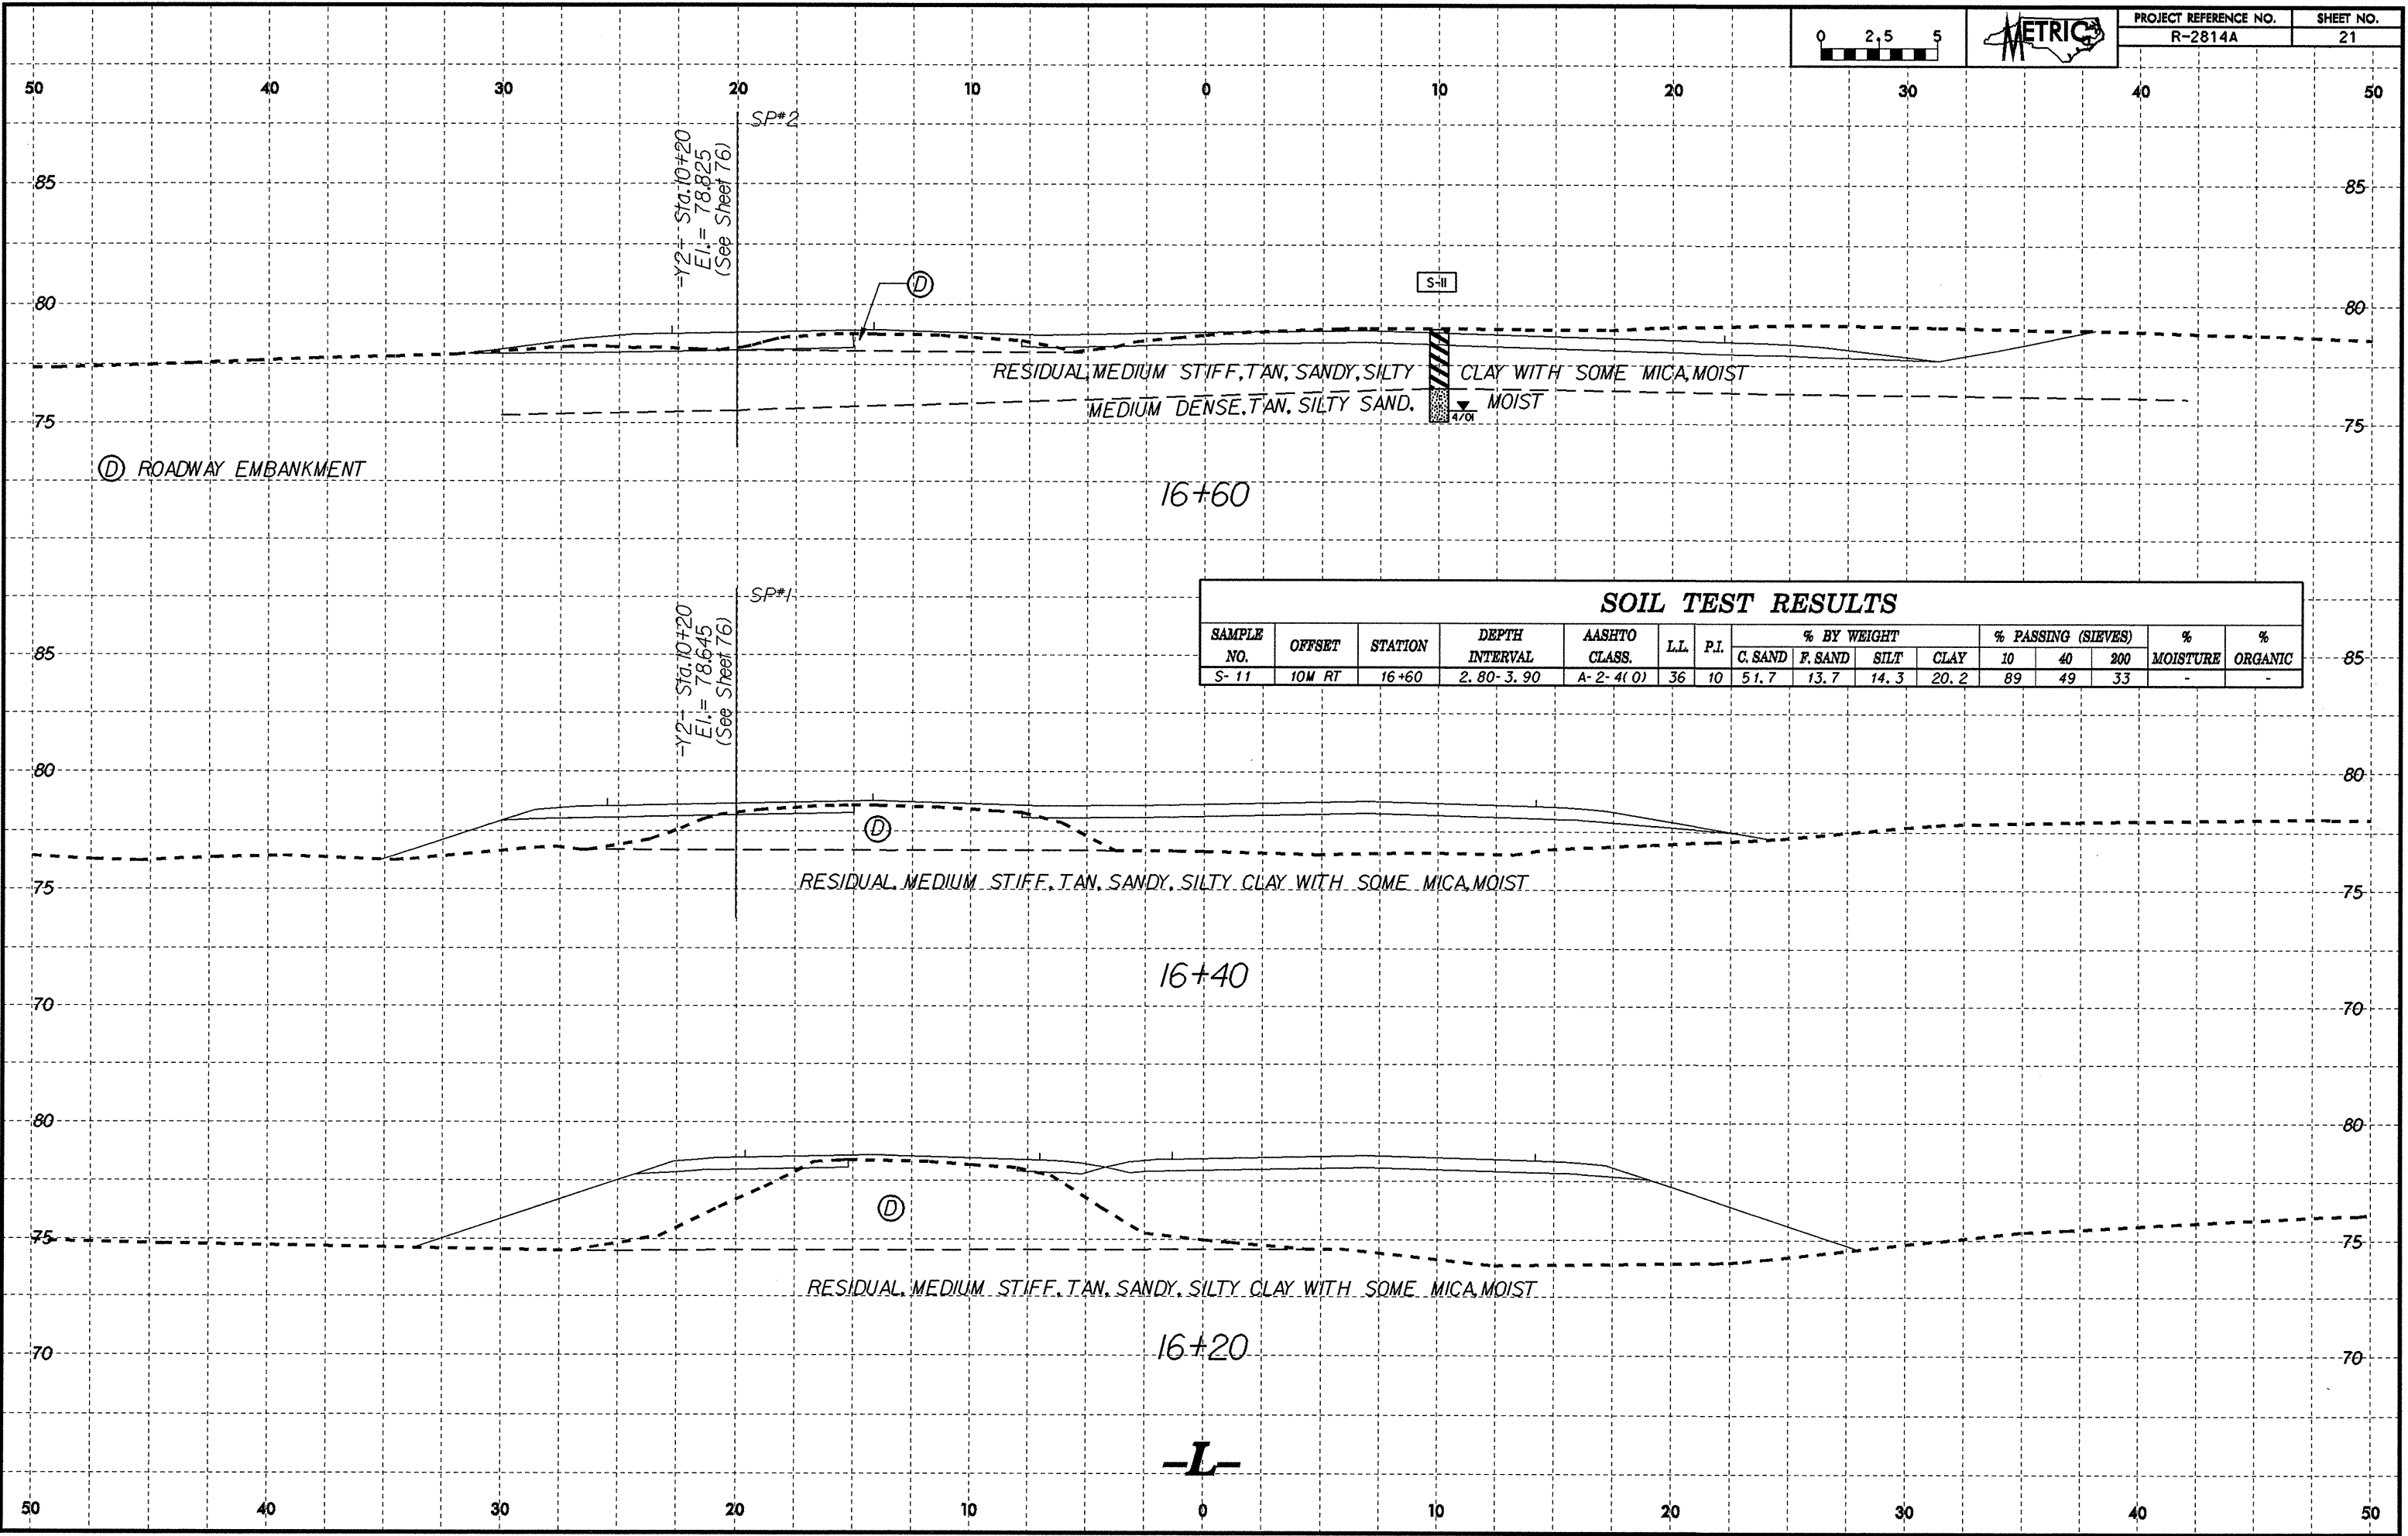 0 2.5 5
METRIC
PROJECT REFERENCE NO. SHEET NO.
R-2814A 21
50 40 30 20 10 0 10 20 30 40 50
SP#2
-Y2- Sta.10+20
El.= 78.825
(See Sheet 76)
85 85
D
S-11
80 80
RESIDUAL, MEDIUM STIFF, TAN, SANDY, SILTY CLAY WITH SOME MICA, MOIST
MEDIUM DENSE, TAN, SILTY SAND, MOIST
4/01
75 75
D ROADWAY EMBANKMENT
16+60
SP#1
-Y2- Sta.10+20
El.= 78.645
(See Sheet 76)
SOIL TEST RESULTS
SAMPLE NO. OFFSET STATION DEPTH INTERVAL AASHTO CLASS. L.L. P.I. % BY WEIGHT % PASSING (SIEVES) % MOISTURE % ORGANIC
C. SAND F. SAND SILT CLAY 10 40 200
S-11 10M RT 16+60 2.80-3.90 A-2-4(0) 36 10 51.7 13.7 14.3 20.2 89 49 33 - -
85 85
80 80
D
75 75
RESIDUAL, MEDIUM STIFF, TAN, SANDY, SILTY CLAY WITH SOME MICA, MOIST
16+40
70 70
80 80
D
75 75
RESIDUAL, MEDIUM STIFF, TAN, SANDY, SILTY CLAY WITH SOME MICA, MOIST
16+20
70 70
-L-
50 40 30 20 10 0 10 20 30 40 50